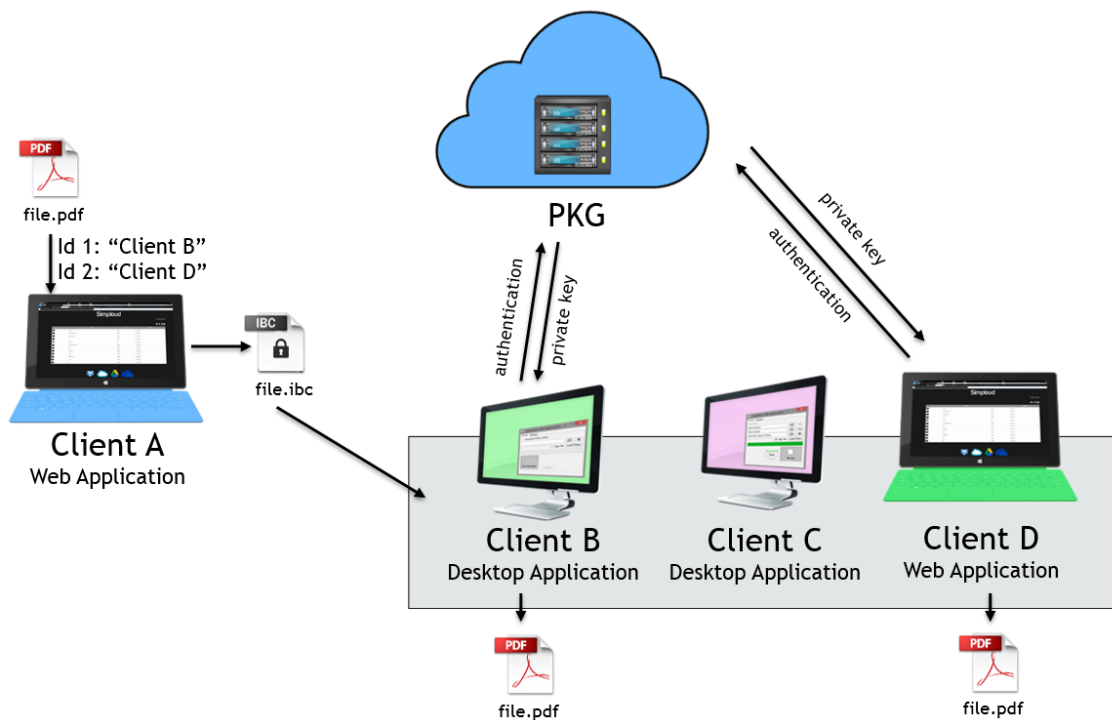 PKG
PDF
file.pdf
Id 1: “Client B”
Id 2: “Client D”
Simploud
IBC
file.ibc
Client A
Web Application
authentication
private key
private key
authentication
Simploud
Client B
Desktop Application
Client C
Desktop Application
Client D
Web Application
PDF
file.pdf
PDF
file.pdf